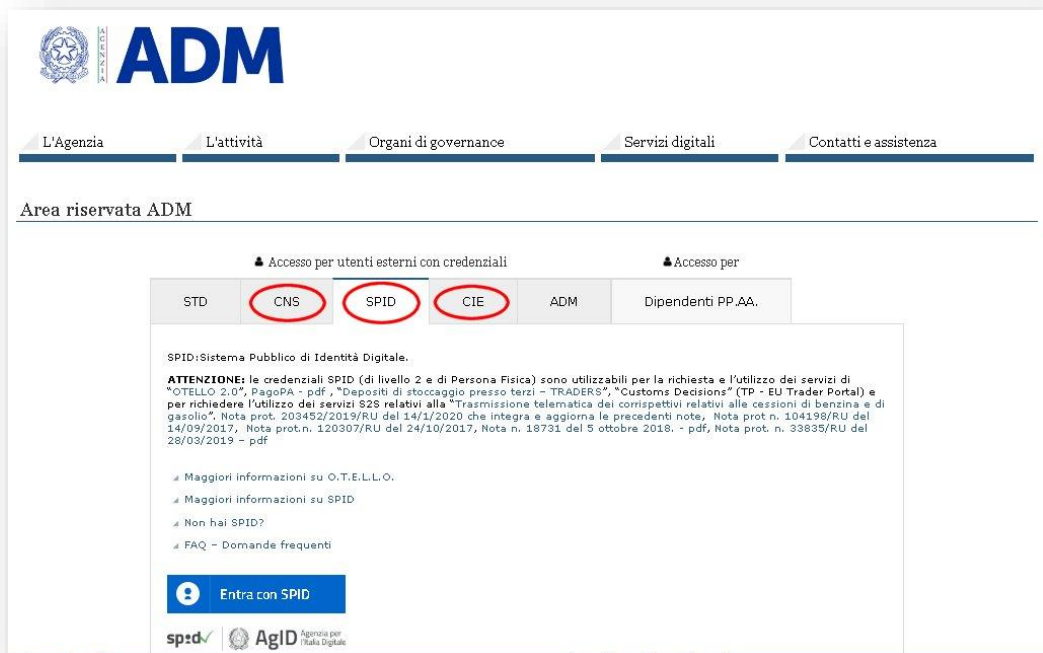 AGENZIA
ADM
L'Agenzia
L'attività
Organi di governance
Servizi digitali
Contatti e assistenza
Area riservata ADM
Accesso per utenti esterni con credenziali
Accesso per
STD
CNS
SPID
CIE
ADM
Dipendenti PP.AA.
SPID:Sistema Pubblico di Identità Digitale.
ATTENZIONE: le credenziali SPID (di livello 2 e di Persona Fisica) sono utilizzabili per la richiesta e l'utilizzo dei servizi di
"OTELLO 2.0", PagoPA - pdf , "Depositi di stoccaggio presso terzi – TRADERS", "Customs Decisions" (TP - EU Trader Portal) e
per richiedere l'utilizzo dei servizi S2S relativi alla "Trasmissione telematica dei corrispettivi relativi alle cessioni di benzina e di
gasolio". Nota prot. 203452/2019/RU del 14/1/2020 che integra e aggiorna le precedenti note, Nota prot n. 104198/RU del
14/09/2017, Nota prot.n. 120307/RU del 24/10/2017, Nota n. 18731 del 5 ottobre 2018. - pdf, Nota prot. n. 33835/RU del
28/03/2019 – pdf
Maggiori informazioni su O.T.E.L.L.O.
Maggiori informazioni su SPID
Non hai SPID?
FAQ – Domande frequenti
Entra con SPID
sp:d
AgID Agenzia per
l'Italia Digitale